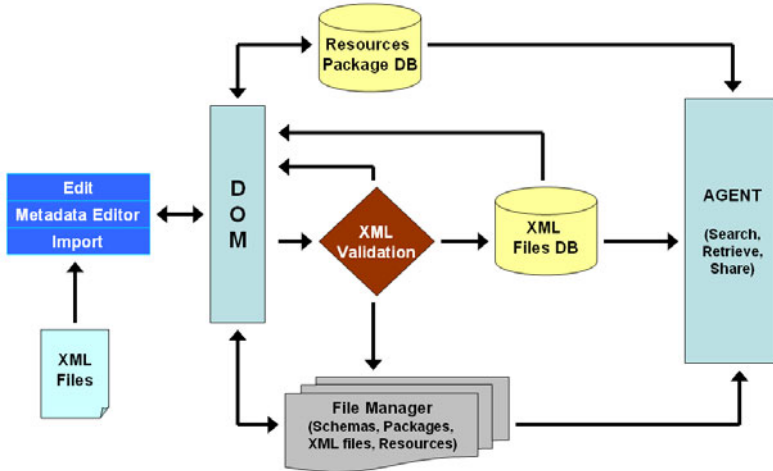 Resources
Package DB
Edit
Metadata Editor
Import
D
O
M
XML
Validation
XML
Files DB
AGENT
(Search,
Retrieve,
Share)
XML
Files
File Manager
(Schemas, Packages,
XML files, Resources)